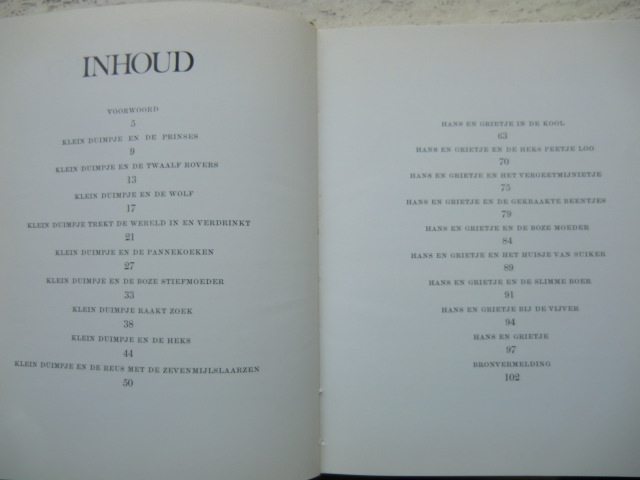 INHOUD
VOORWOORD
5
KLEIN DUIMPJE EN DE PRINSES
9
KLEIN DUIMPJE EN DE TWAALF ROVERS
13
KLEIN DUIMPJE EN DE WOLF
17
KLEIN DUIMPJE TREKT DE WERELD IN EN VERDRINKT
21
KLEIN DUIMPJE EN DE PANNEKOEKEN
27
KLEIN DUIMPJE EN DE BOZE STIEFMOEDER
33
KLEIN DUIMPJE RAAKT ZOEK
38
KLEIN DUIMPJE EN DE HEKS
44
KLEIN DUIMPJE EN DE REUS MET DE ZEVENMIJLSLAARZEN
50
HANS EN GRIETJE IN DE KOOL
63
HANS EN GRIETJE EN DE HEKS PEETJE LOO
70
HANS EN GRIETJE EN HET VERGEETMIJNIETJE
75
HANS EN GRIETJE EN DE GEKRAAKTE BEENTJES
79
HANS EN GRIETJE EN DE BOZE MOEDER
84
HANS EN GRIETJE EN HET HUISJE VAN SUIKER
89
HANS EN GRIETJE EN DE SLIMME BOER
91
HANS EN GRIETJE BIJ DE VIJVER
94
HANS EN GRIETJE
97
BRONVERMELDING
102